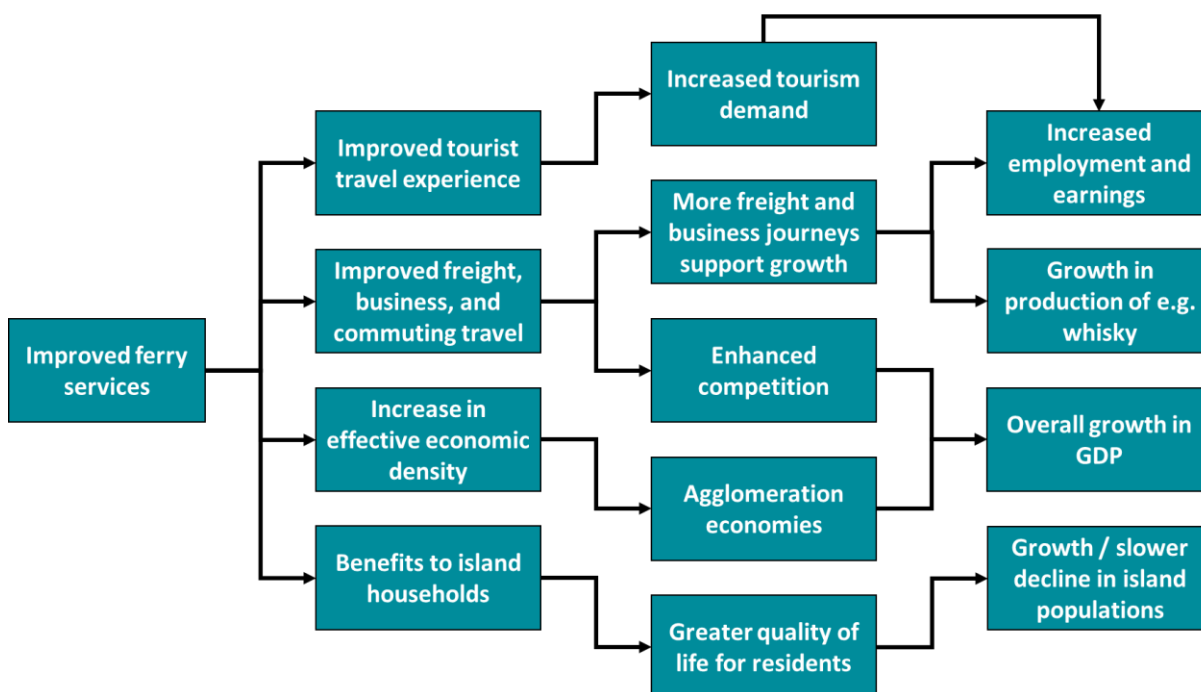 Improved ferry
services
Improved tourist
travel experience
Improved freight,
business, and
commuting travel
Increase in
effective economic
density
Benefits to island
households
Increased tourism
demand
More freight and
business journeys
support growth
Enhanced
competition
Agglomeration
economies
Greater quality of
life for residents
Increased
employment and
earnings
Growth in
production of e.g.
whisky
Overall growth in
GDP
Growth / slower
decline in island
populations